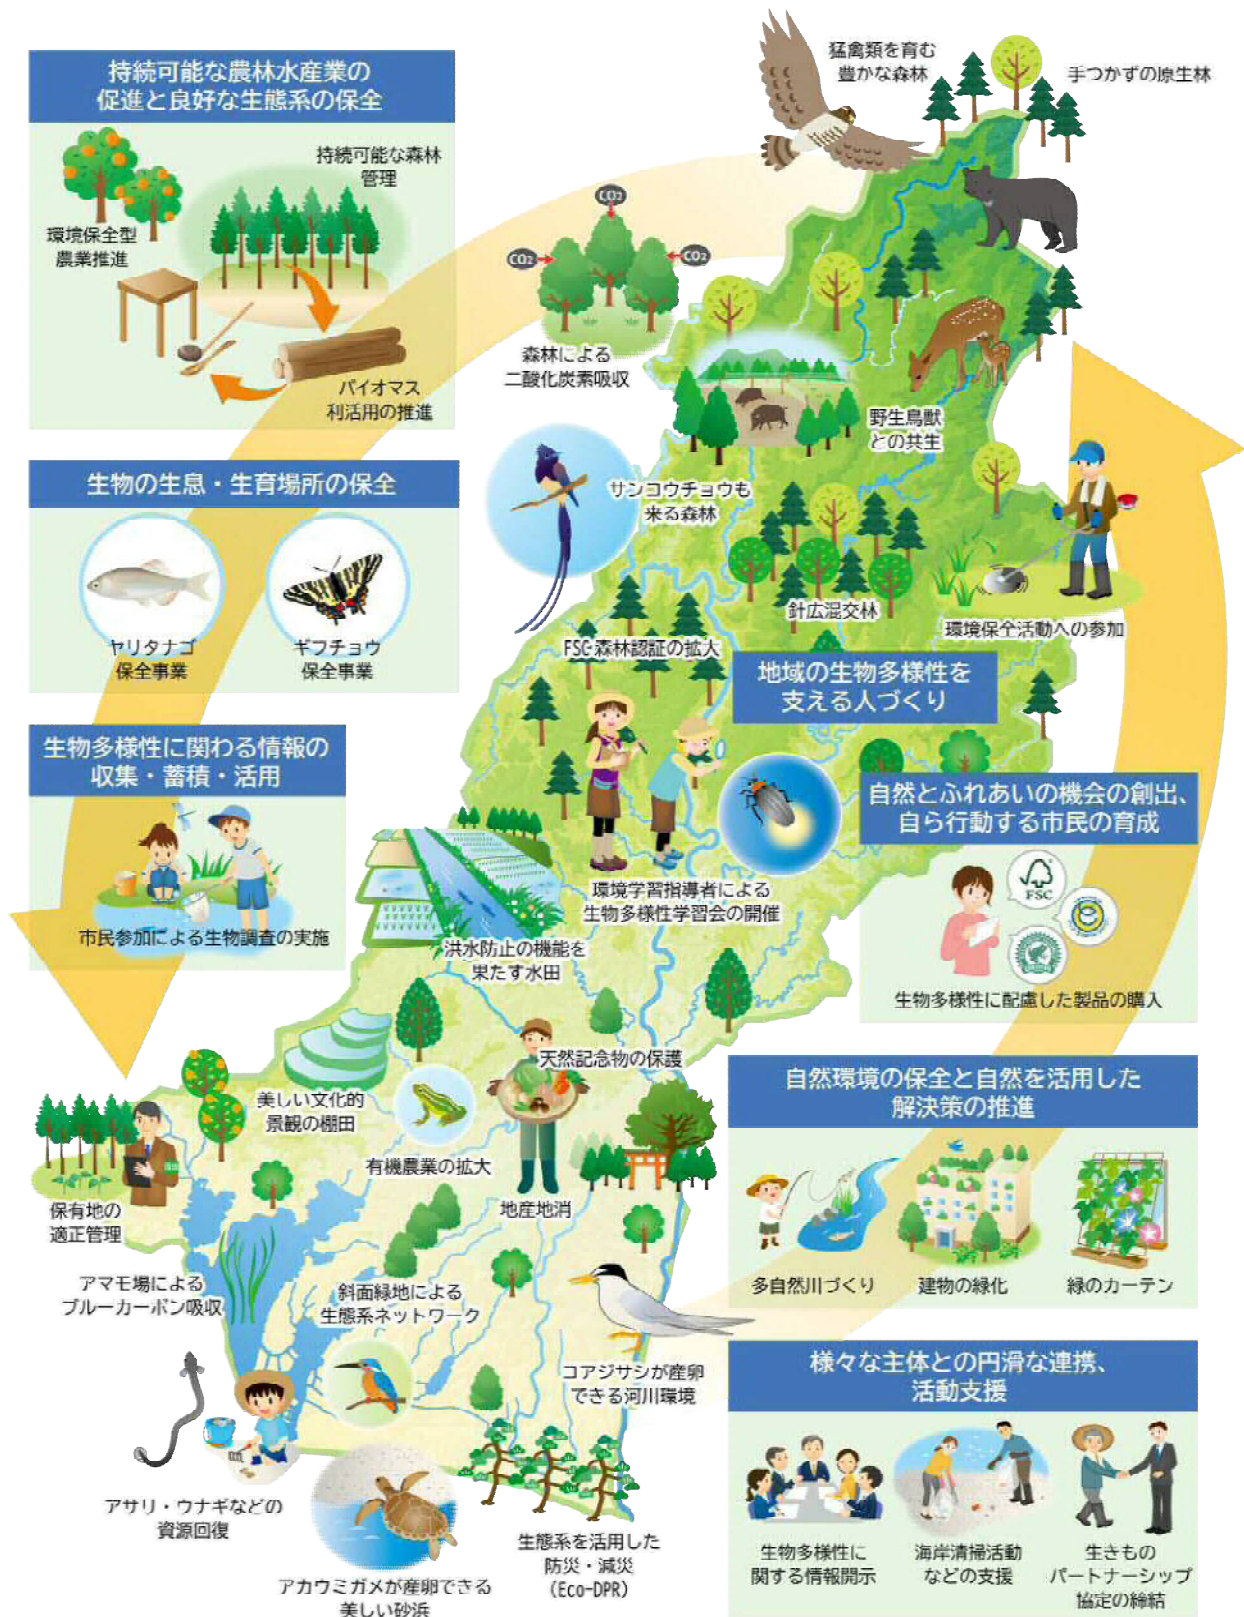 持続可能な農林水産業の
促進と良好な生態系の保全
持続可能な森林
管理
環境保全型
農業推進
バイオマス
利活用の推進
生物の生息・生育場所の保全
ヤリタナゴ
保全事業
ギフチョウ
保全事業
生物多様性に関わる情報の
収集・蓄積・活用
市民参加による生物調査の実施
猛禽類を育む
豊かな森林
手つかずの原生林
CO2
CO2
CO2
森林による
二酸化炭素吸収
野生鳥獣
との共生
サンコウチョウも
来る森林
針広混交林
環境保全活動への参加
FSC森林認証の拡大
地域の生物多様性を
支える人づくり
環境学習指導者による
生物多様性学習会の開催
自然とふれあいの機会の創出、
自ら行動する市民の育成
FSC
生物多様性に配慮した製品の購入
洪水防止の機能を
果たす水田
天然記念物の保護
美しい文化的
景観の棚田
有機農業の拡大
地産地消
保有地の
適正管理
アマモ場による
ブルーカーボン吸収
斜面緑地による
生態系ネットワーク
コアジサシが産卵
できる河川環境
アサリ・ウナギなどの
資源回復
アカウミガメが産卵できる
美しい砂浜
生態系を活用した
防災・減災
(Eco-DPR)
自然環境の保全と自然を活用した
解決策の推進
多自然川づくり
建物の緑化
緑のカーテン
様々な主体との円滑な連携、
活動支援
生物多様性に
関する情報開示
海岸清掃活動
などの支援
生きもの
パートナーシップ
協定の締結